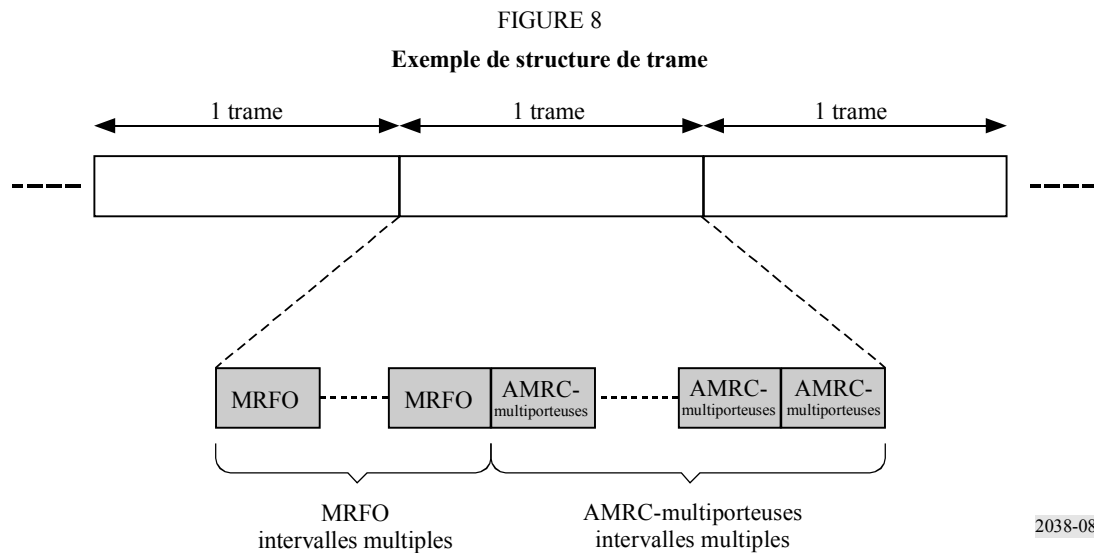 FIGURE 8
Exemple de structure de trame
1 trame 1 trame 1 trame
MRFO MRFO AMRC- AMRC- AMRC-
multiporteuses multiporteuses multiporteuses
MRFO
intervalles multiples
AMRC-multiporteuses
intervalles multiples
2038-08